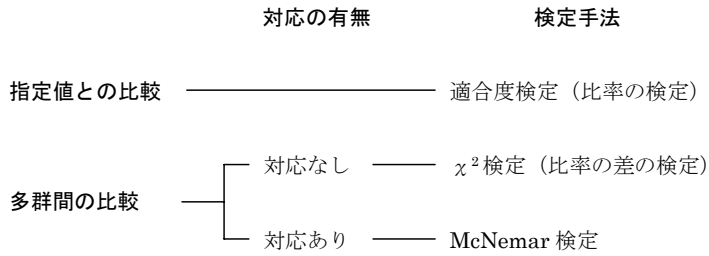 対応の有無 検定手法
指定値との比較 適合度検定（比率の検定）
対応なし χ²検定（比率の差の検定）
多群間の比較
対応あり McNemar 検定